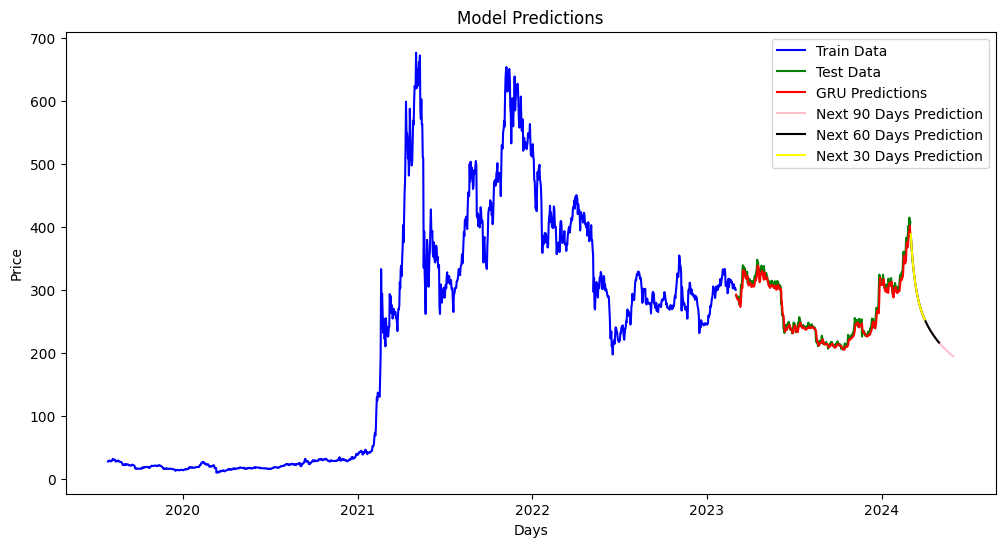 Model Predictions
700
600
500
400
300
200
100
0
Price
Train Data
Test Data
GRU Predictions
Next 90 Days Prediction
Next 60 Days Prediction
Next 30 Days Prediction
2020
2021
2022
2023
2024
Days